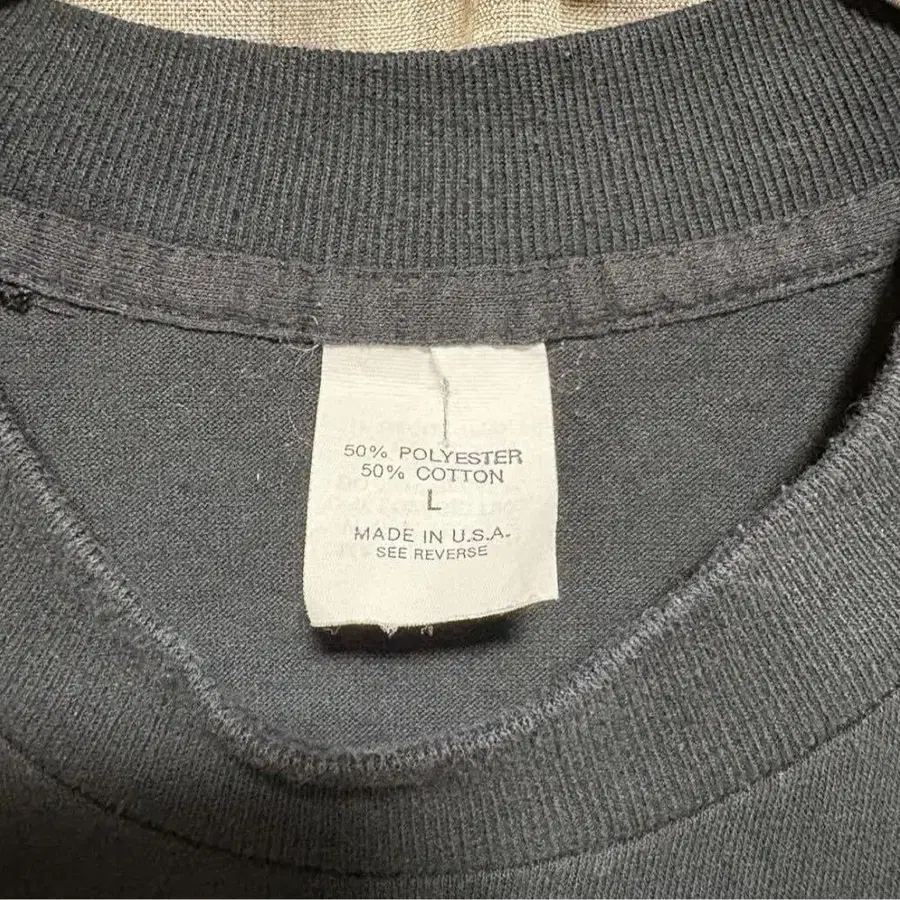 50% POLYESTER
50% COTTON
L
MADE IN U.S.A.
SEE REVERSE